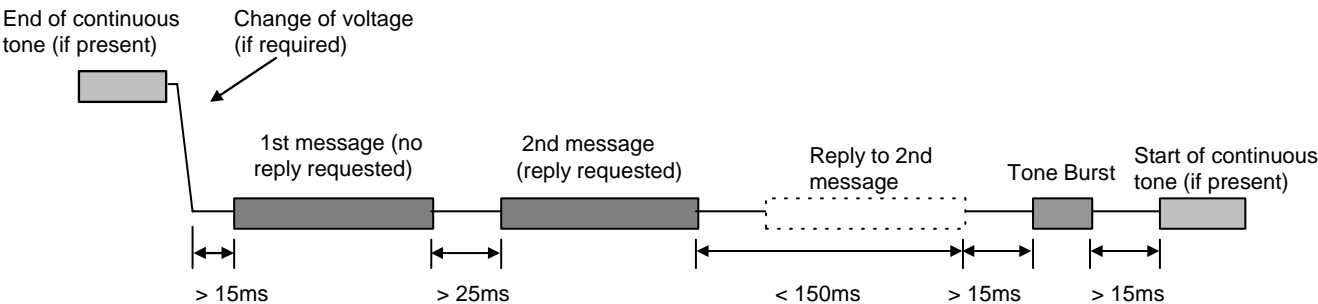 End of continuous
tone (if present)
Change of voltage
(if required)
1st message (no
reply requested)
2nd message
(reply requested)
Reply to 2nd
message
Tone Burst
Start of continuous
tone (if present)
> 15ms
> 25ms
< 150ms
> 15ms
> 15ms